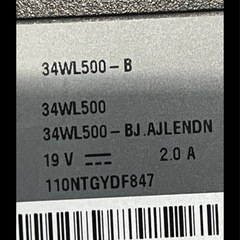 34WL500-B
34WL500
34WL500-BJ.AJLENDN
19 V ⎓ 2.0 A
110NTGYDF847